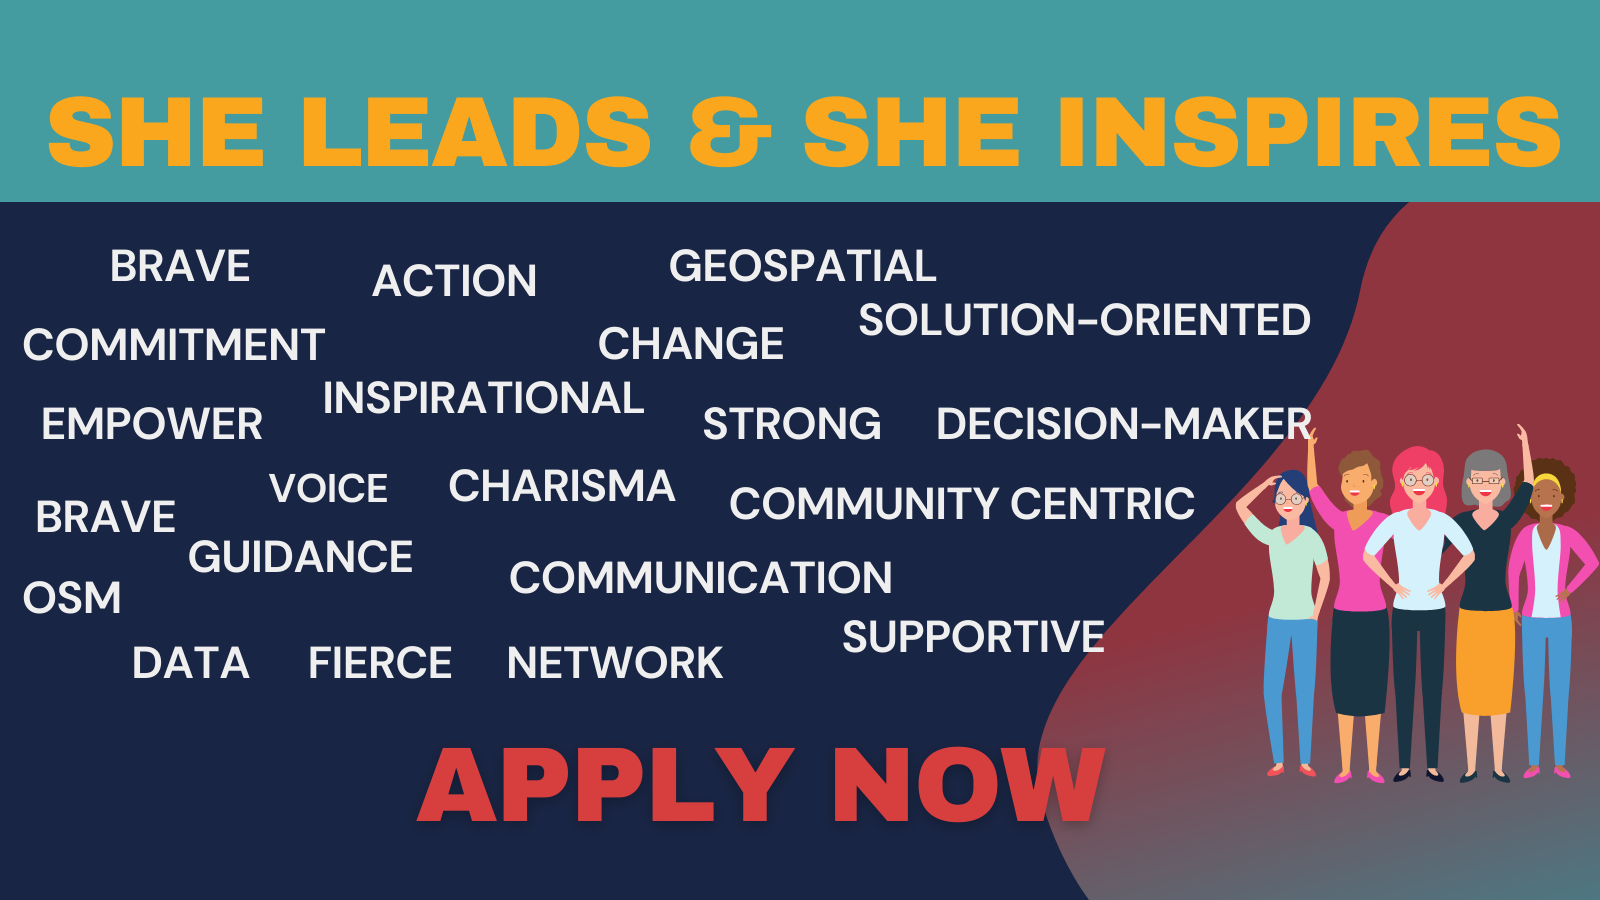 SHE LEADS & SHE INSPIRES
BRAVE
ACTION
GEOSPATIAL
SOLUTION-ORIENTED
COMMITMENT
CHANGE
INSPIRATIONAL
EMPOWER
STRONG
DECISION-MAKER
VOICE
CHARISMA
COMMUNITY CENTRIC
BRAVE
GUIDANCE
COMMUNICATION
OSM
SUPPORTIVE
DATA
FIERCE
NETWORK
APPLY NOW